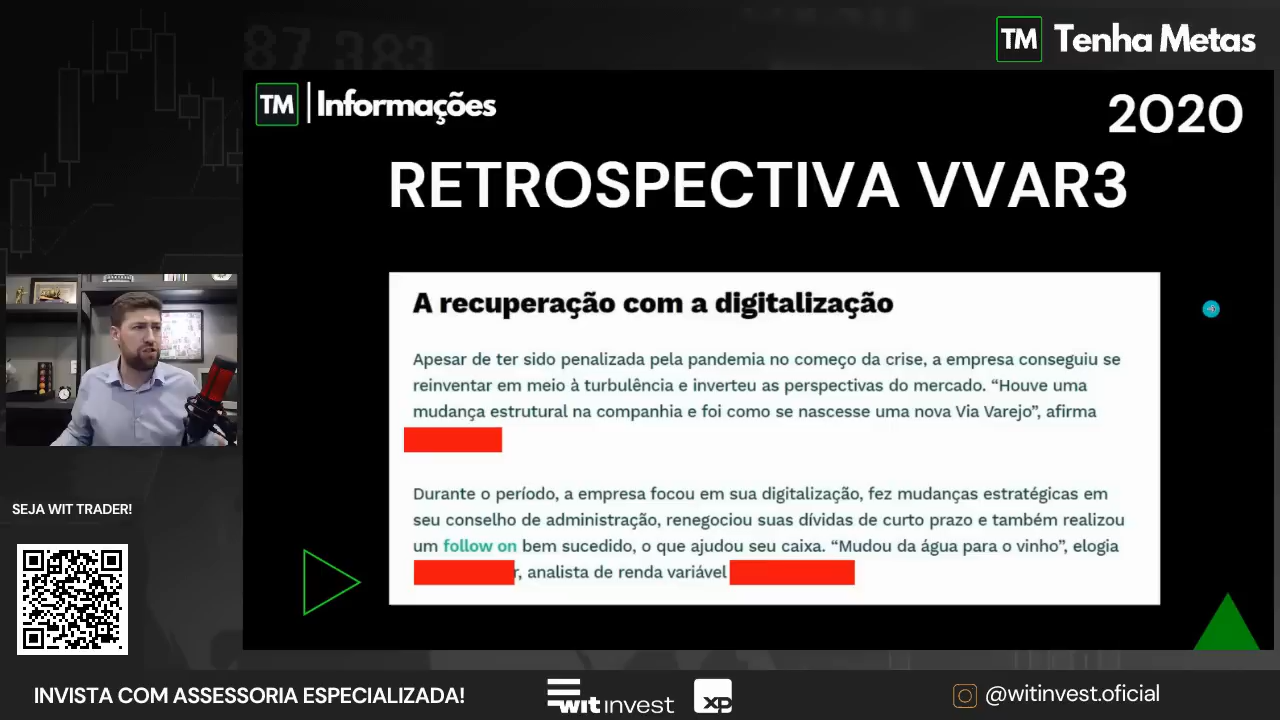 87.383
TM Tenha Metas
TM Informações
2020
RETROSPECTIVA VVAR3
A recuperação com a digitalização
Apesar de ter sido penalizada pela pandemia no começo da crise, a empresa conseguiu se
reinventar em meio à turbulência e inverteu as perspectivas do mercado. “Houve uma
mudança estrutural na companhia e foi como se nascesse uma nova Via Varejo”, afirma
Durante o período, a empresa focou em sua digitalização, fez mudanças estratégicas em
seu conselho de administração, renegociou suas dívidas de curto prazo e também realizou
um follow on bem sucedido, o que ajudou seu caixa. “Mudou da água para o vinho”, elogia
r, analista de renda variável
SEJA WIT TRADER!
INVISTA COM ASSESSORIA ESPECIALIZADA!
wit invest
XP
@witinvest.oficial